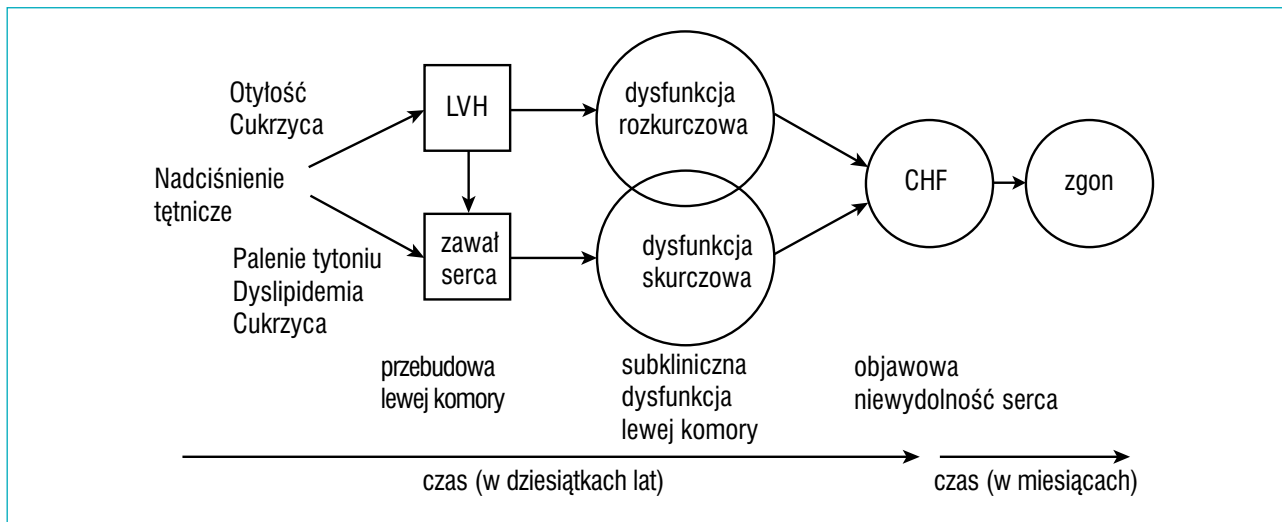 Otyłość
Cukrzyca
Nadciśnienie
tętnicze
Palenie tytoniu
Dyslipidemia
Cukrzyca
LVH
zawał
serca
przebudowa
lewej komory
dysfunkcja
rozkurczowa
dysfunkcja
skurczowa
subkliniczna
dysfunkcja
lewej komory
CHF
objawowa
niewydolność serca
zgon
czas (w dziesiątkach lat)
czas (w miesiącach)